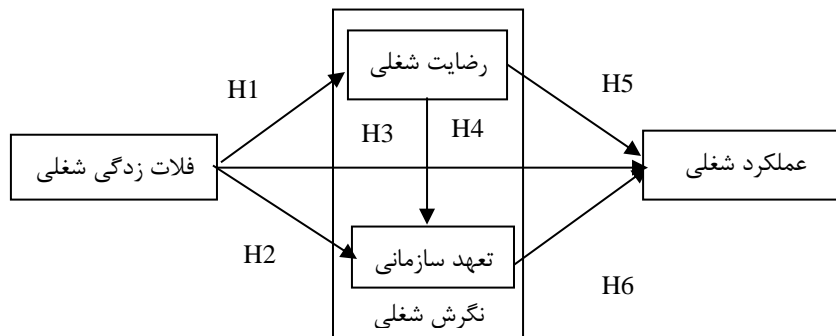 رضایت شغلی
H1
H5
H3
H4
فلات زدگی شغلی
عملکرد شغلی
H2
تعهد سازمانی
H6
نگرش شغلی